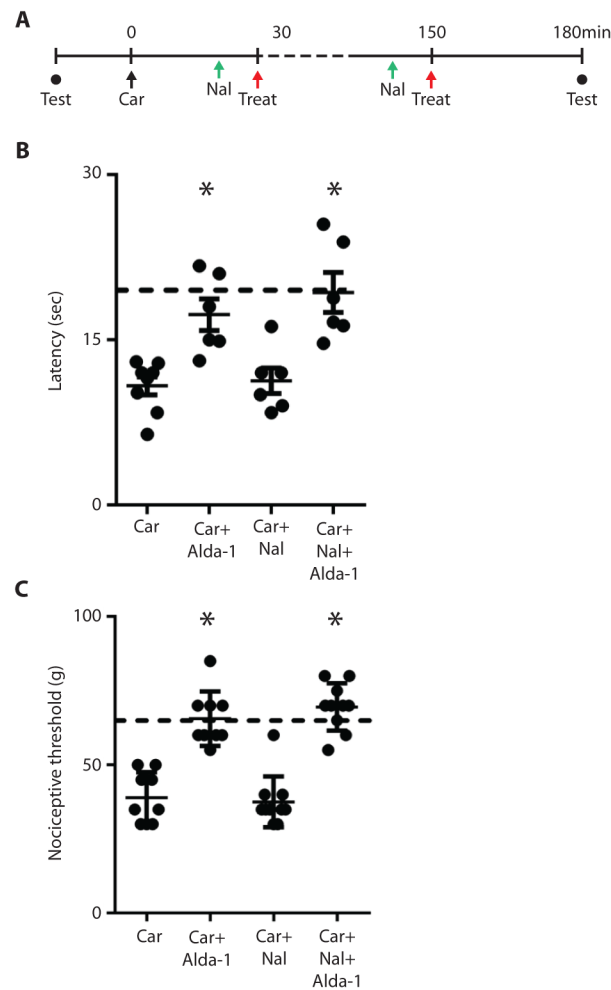 A
0 30 150 180min
Test Car Nal Treat Nal Treat Test
B
30
* *
15
0
Latency (sec)
Car Car+ Car+ Car+
Alda-1 Nal Nal+
Alda-1
C
100
* *
50
0
Nociceptive threshold (g)
Car Car+ Car+ Car+
Alda-1 Nal Nal+
Alda-1